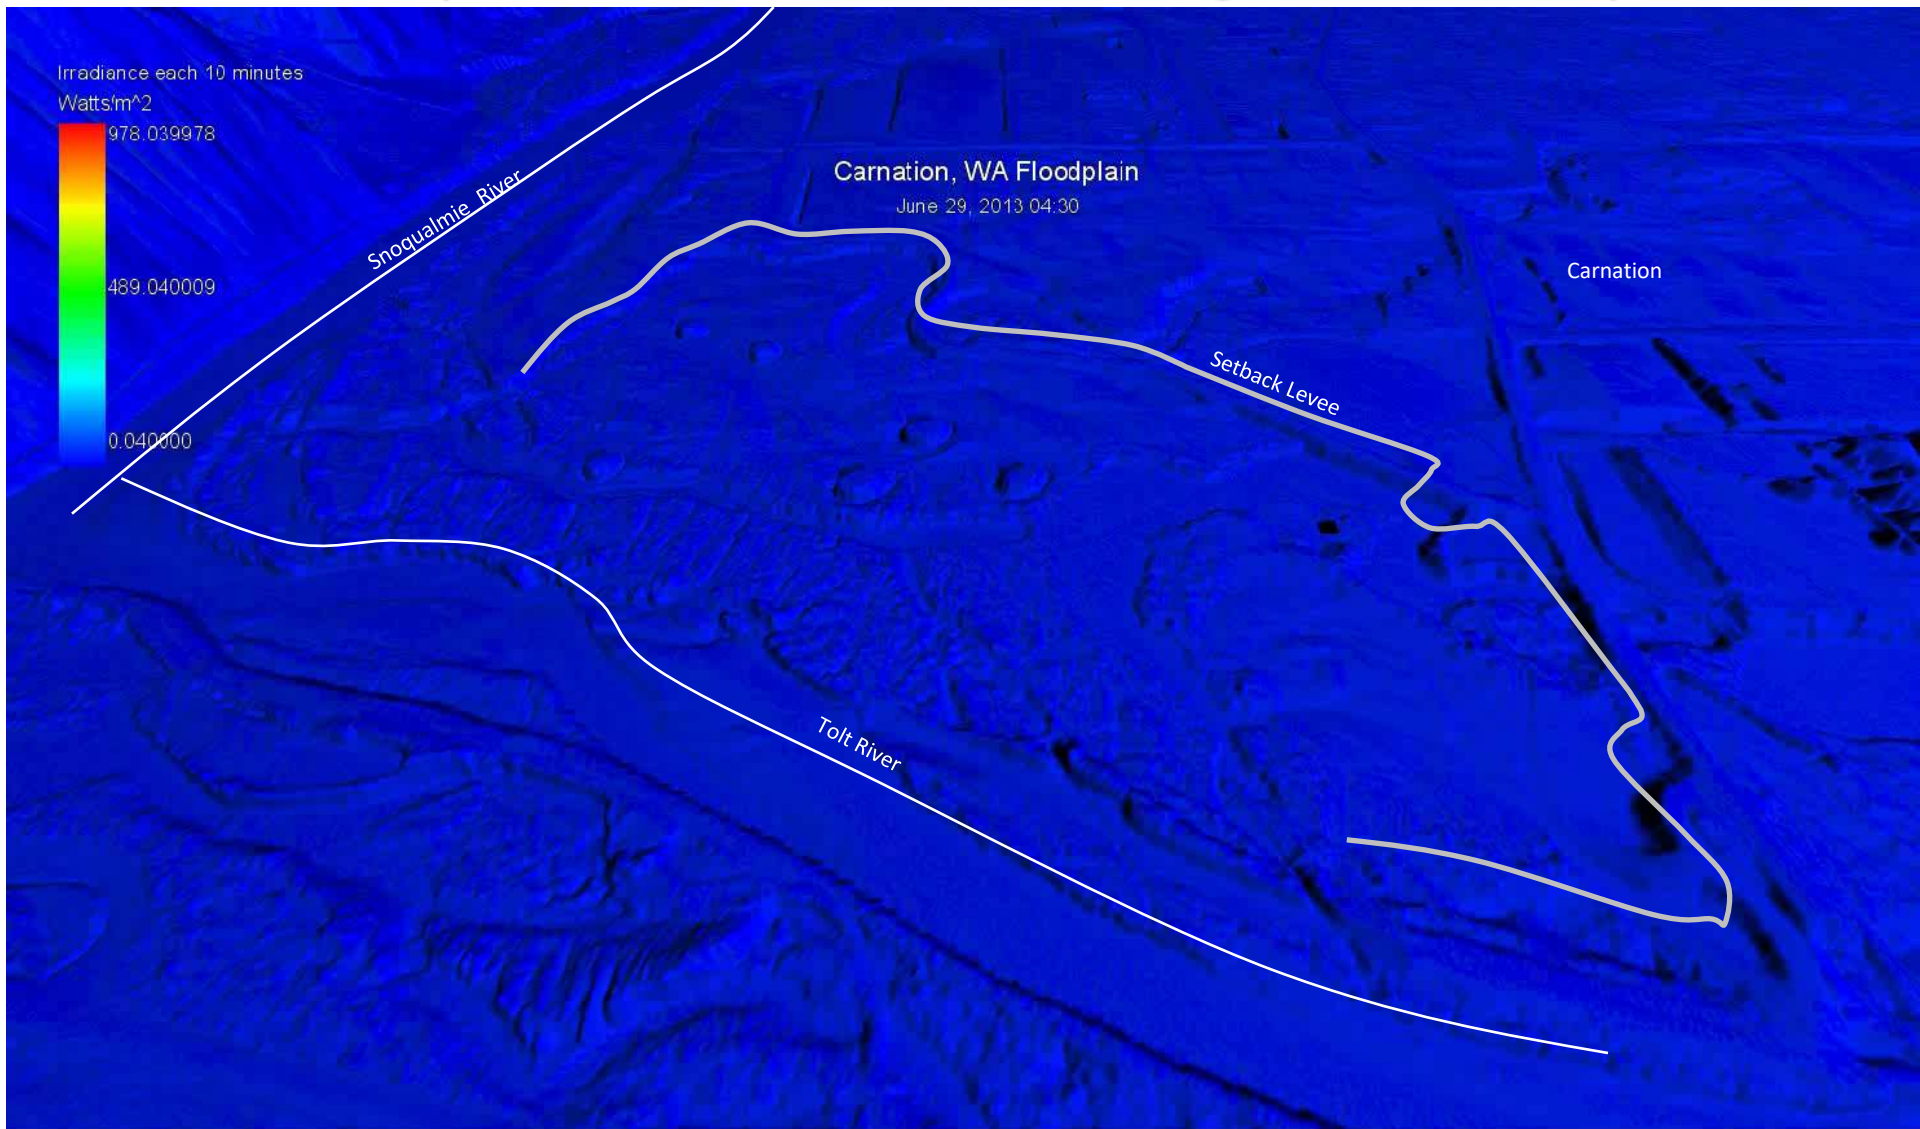 Irradiance each 10 minutes
Watts/m^2
978.039978
489.040009
0.040000
Snoqualmie River
Carnation, WA Floodplain
June 29, 2013 04:30
Carnation
Setback Levee
Tolt River